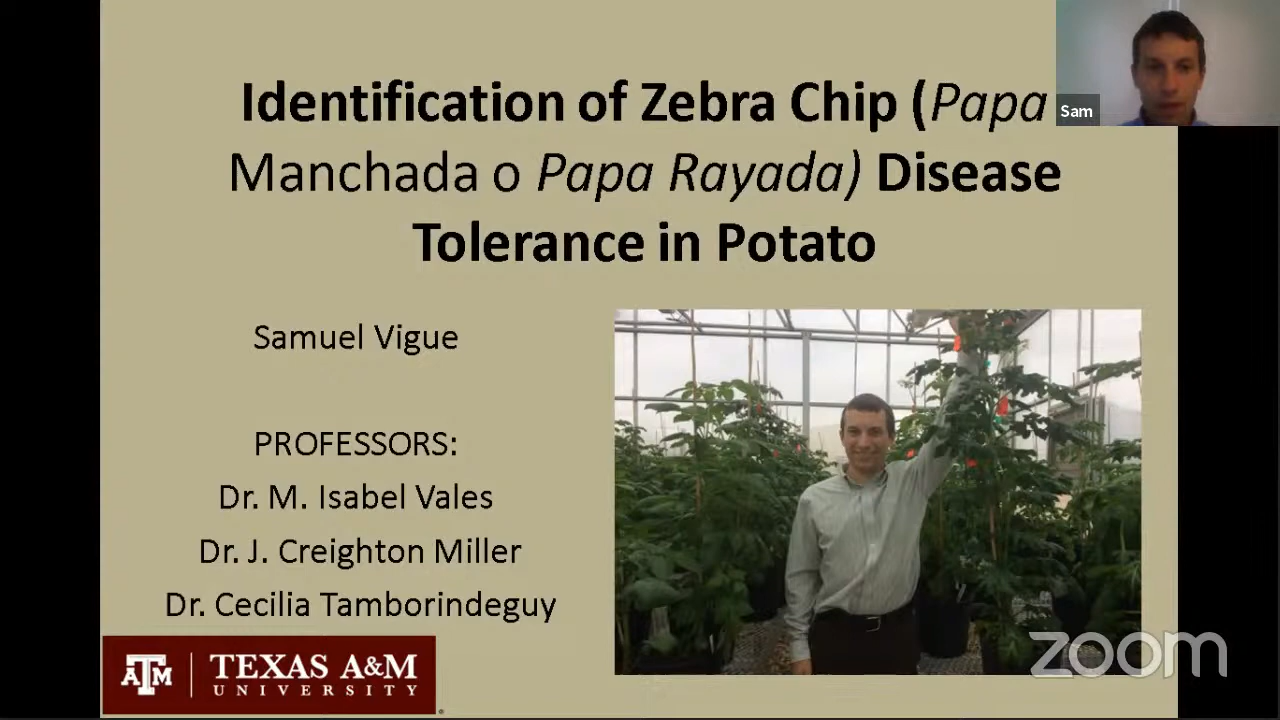 Identification of Zebra Chip (Papa
Manchada o Papa Rayada) Disease
Tolerance in Potato
Sam
Samuel Vigue
PROFESSORS:
Dr. M. Isabel Vales
Dr. J. Creighton Miller
Dr. Cecilia Tamborindeguy
ATM
TEXAS A&M
UNIVERSITY
zoom